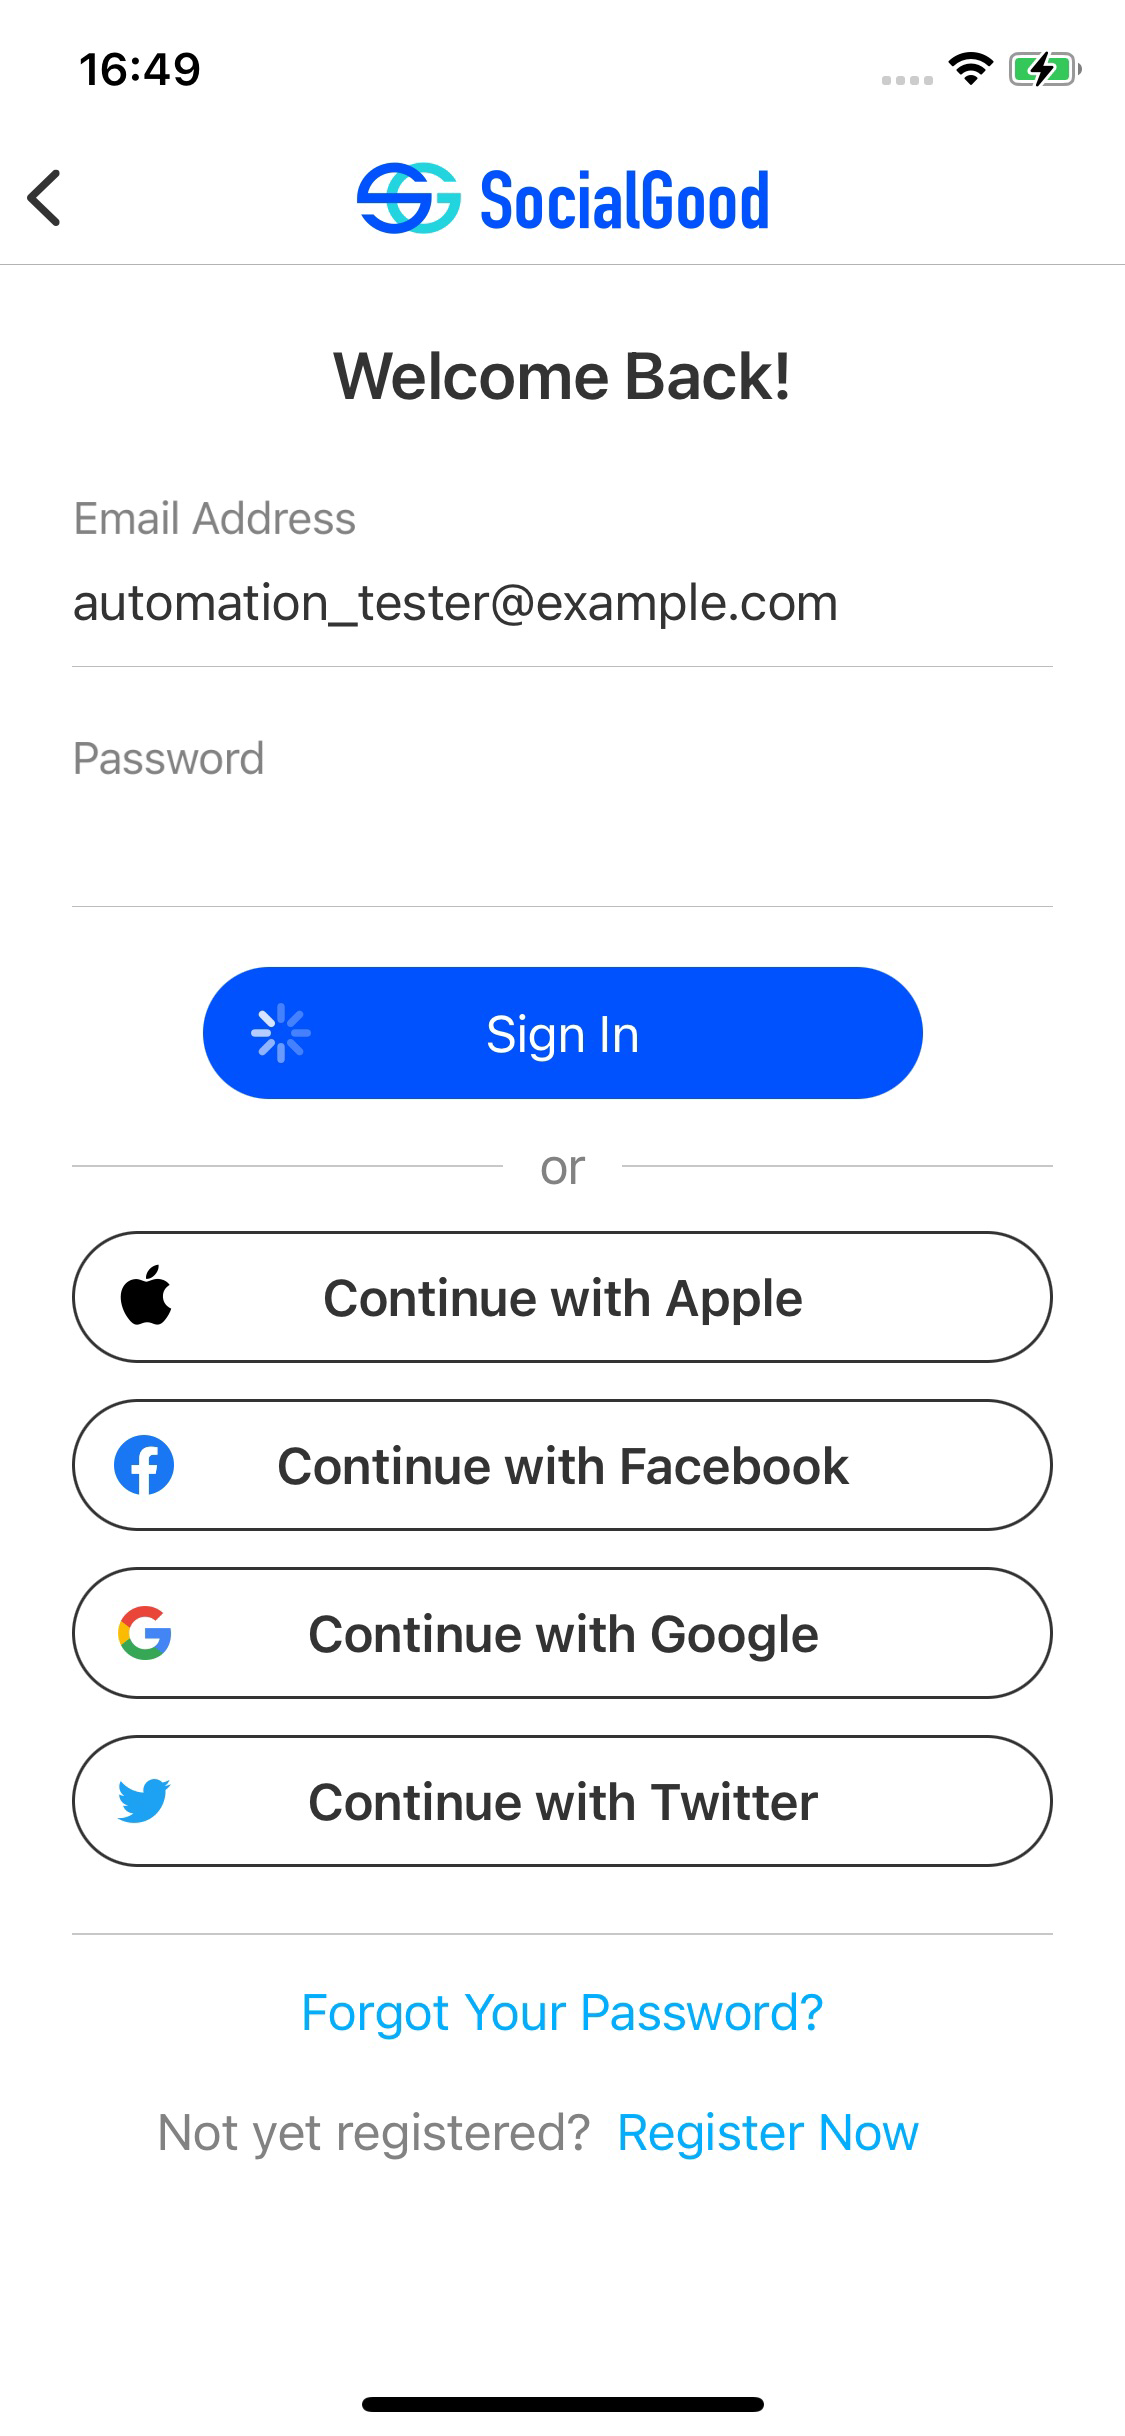 16:49
SocialGood
Welcome Back!
Email Address
automation_tester@example.com
Password
Sign In
or
Continue with Apple
Continue with Facebook
Continue with Google
Continue with Twitter
Forgot Your Password?
Not yet registered? Register Now